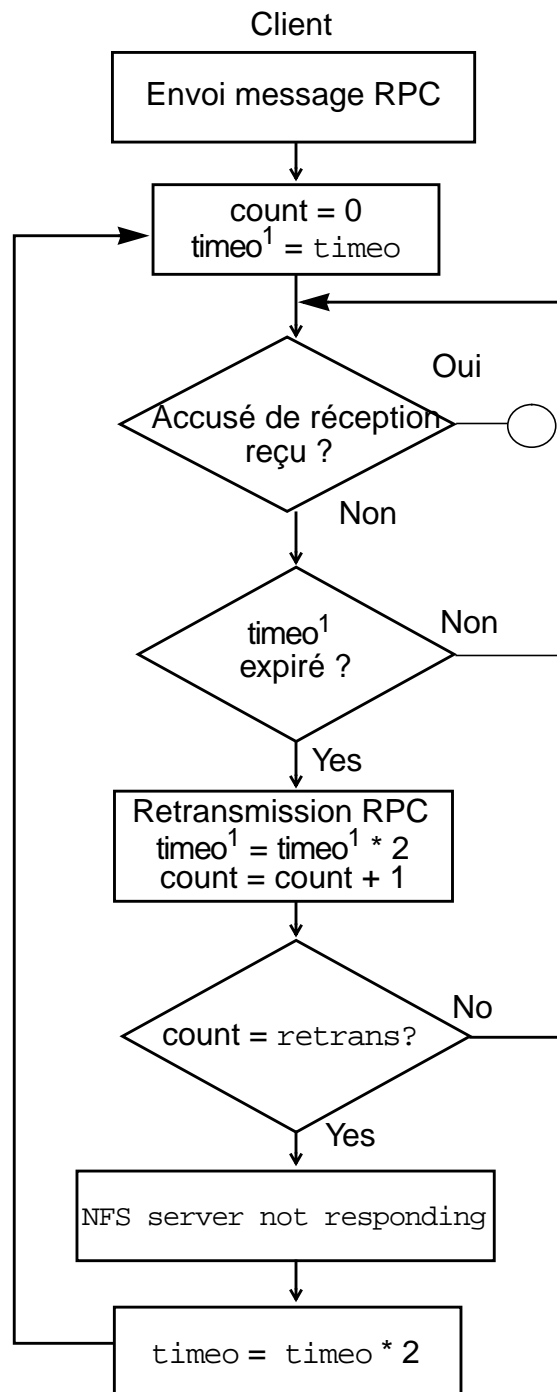 Client
Envoi message RPC
count = 0
timeo¹ = timeo
Oui
Accusé de réception
reçu ?
Non
timeo¹
expiré ?
Non
Yes
Retransmission RPC
timeo¹ = timeo¹ * 2
count = count + 1
count = retrans?
No
Yes
NFS server not responding
timeo = timeo * 2